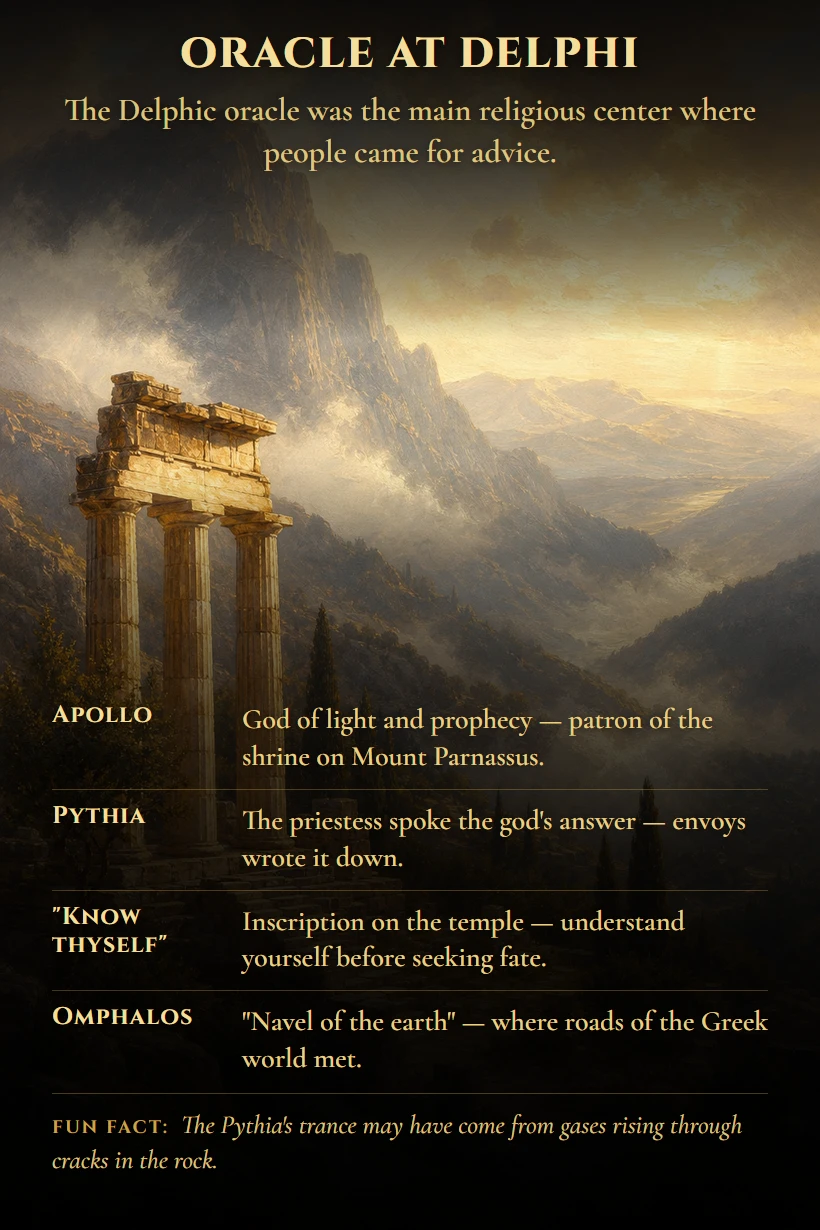 ORACLE AT DELPHI
The Delphic oracle was the main religious center where
people came for advice.
APOLLO
God of light and prophecy — patron of the
shrine on Mount Parnassus.
PYTHIA
The priestess spoke the god's answer — envoys
wrote it down.
"KNOW
THYSELF"
Inscription on the temple — understand
yourself before seeking fate.
OMPHALOS
"Navel of the earth" — where roads of the Greek
world met.
FUN FACT: The Pythia's trance may have come from gases rising through
cracks in the rock.